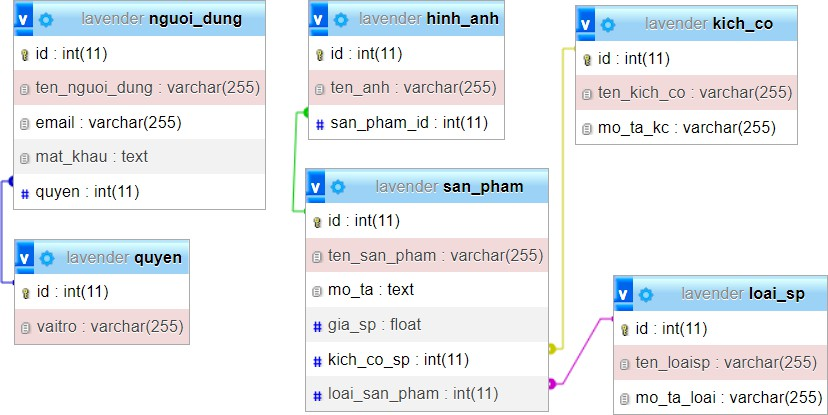 v lavender nguoi_dung
id : int(11)
ten_nguoi_dung : varchar(255)
email : varchar(255)
mat_khau : text
# quyen : int(11)
v lavender quyen
id : int(11)
vaitro : varchar(255)
v lavender hinh_anh
id : int(11)
ten_anh : varchar(255)
# san_pham_id : int(11)
v lavender san_pham
id : int(11)
ten_san_pham : varchar(255)
mo_ta : text
# gia_sp : float
# kich_co_sp : int(11)
# loai_san_pham : int(11)
v lavender kich_co
id : int(11)
ten_kich_co : varchar(255)
mo_ta_kc : varchar(255)
v lavender loai_sp
id : int(11)
ten_loaisp : varchar(255)
mo_ta_loai : varchar(255)